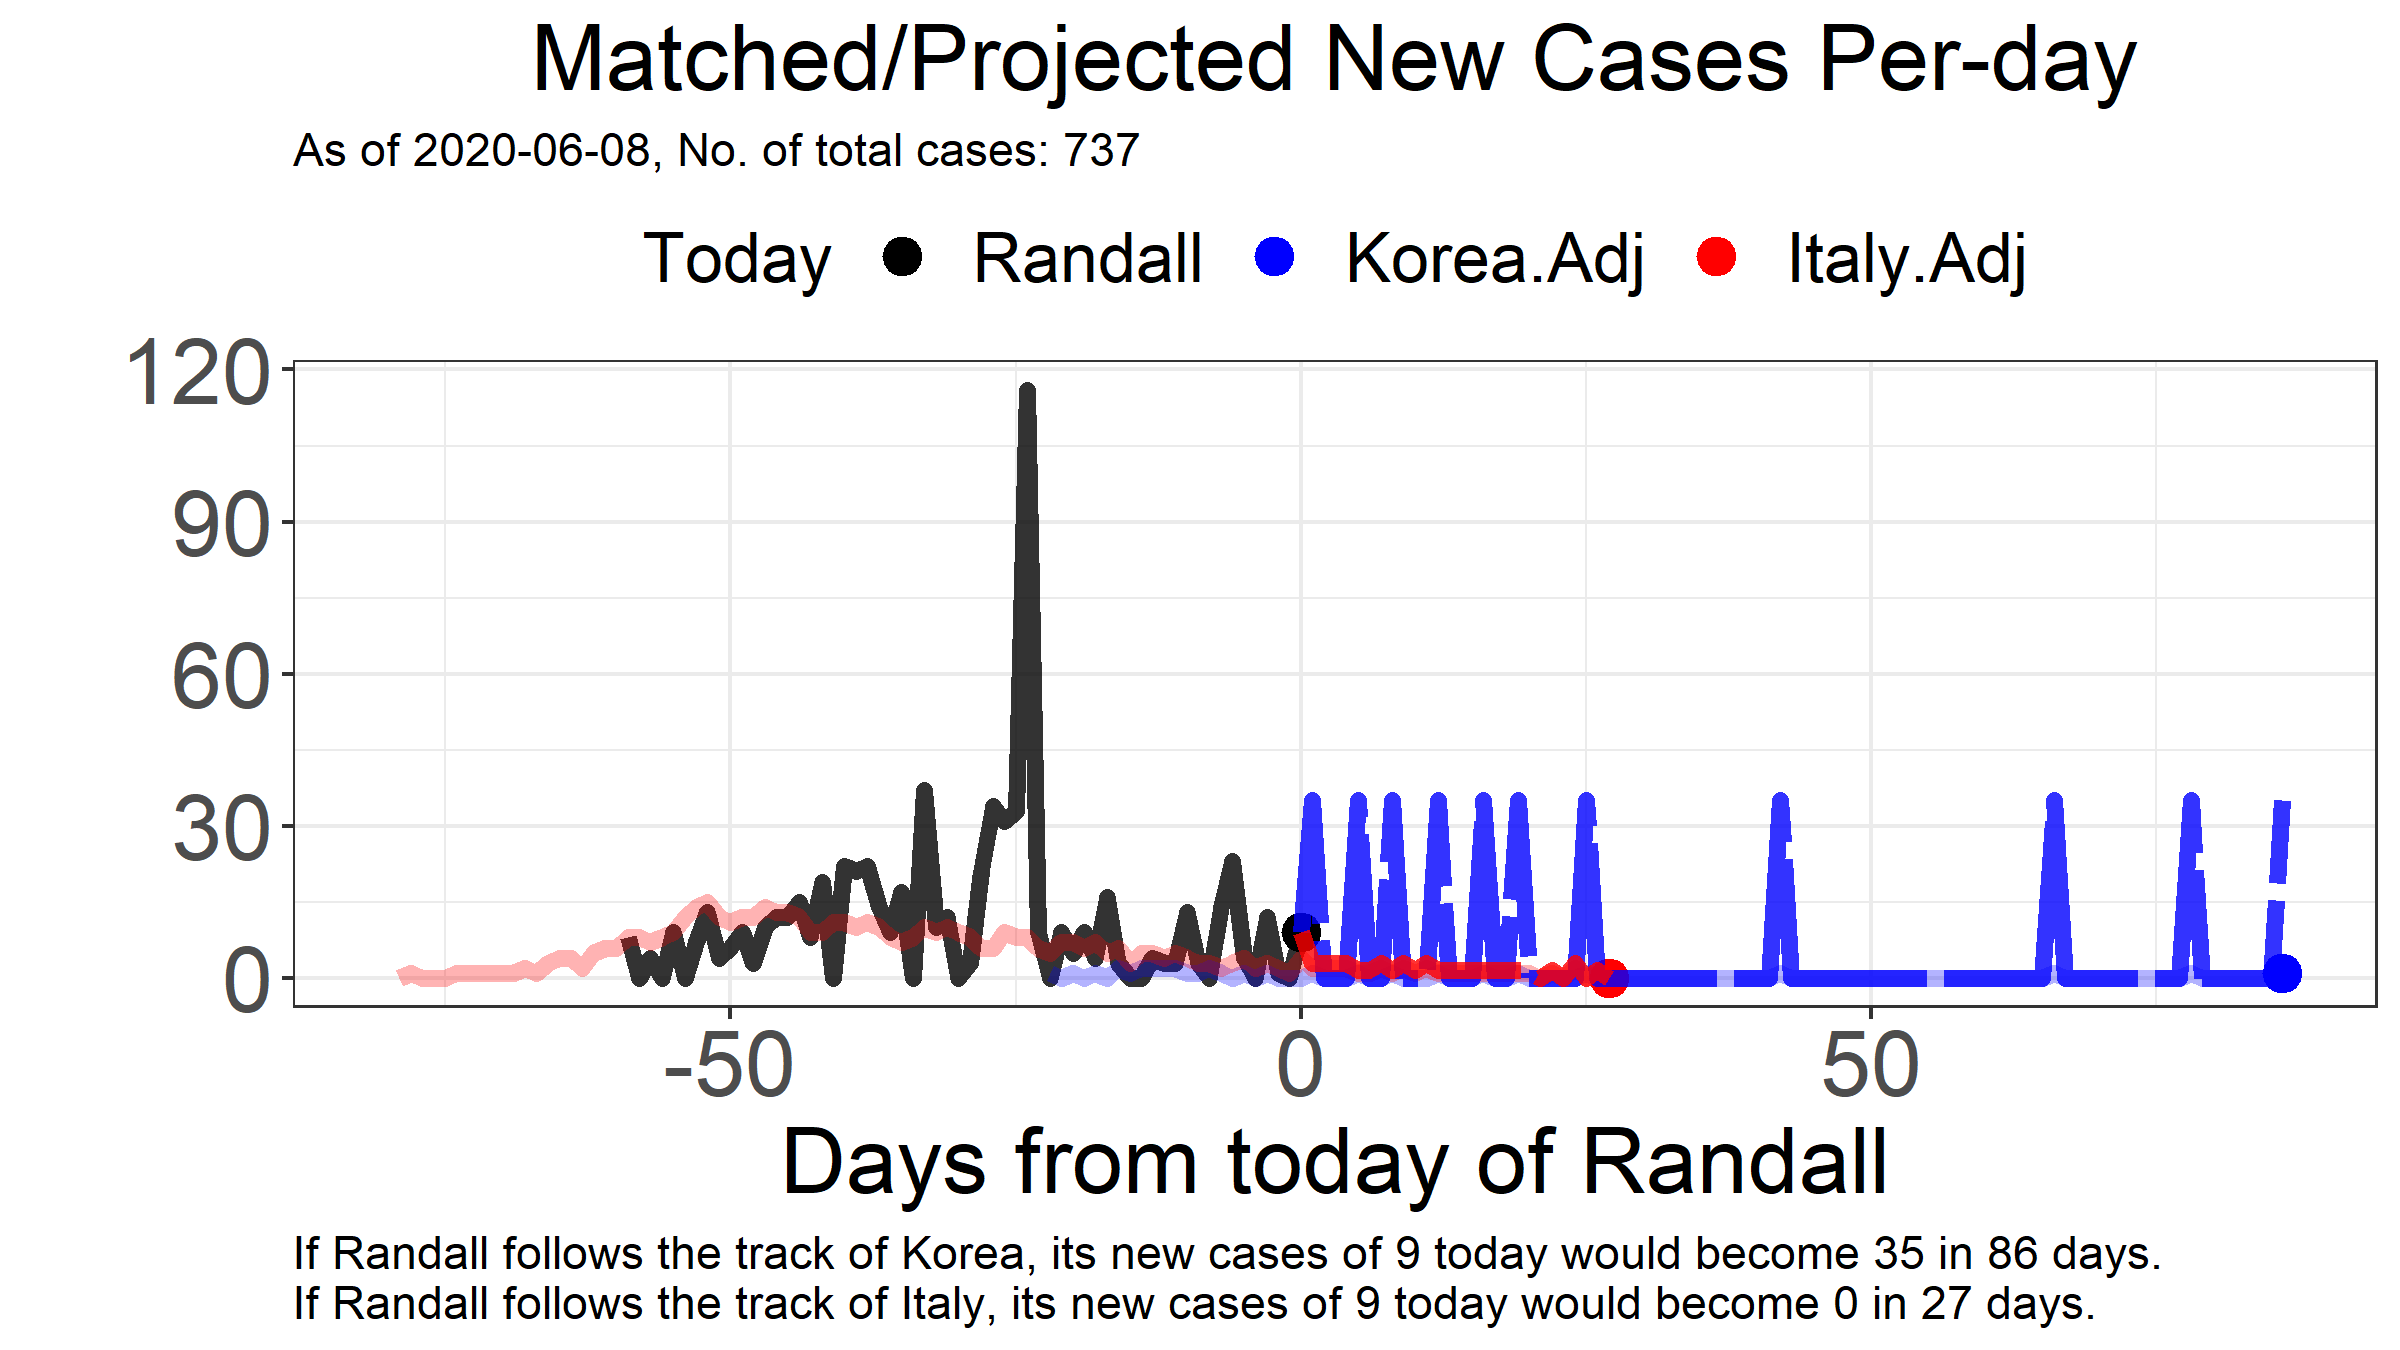 Matched/Projected New Cases Per-day
As of 2020-06-08, No. of total cases: 737
Today Randall Korea.Adj Italy.Adj
120
90
60
30
0
-50 0 50
Days from today of Randall
If Randall follows the track of Korea, its new cases of 9 today would become 35 in 86 days.
If Randall follows the track of Italy, its new cases of 9 today would become 0 in 27 days.